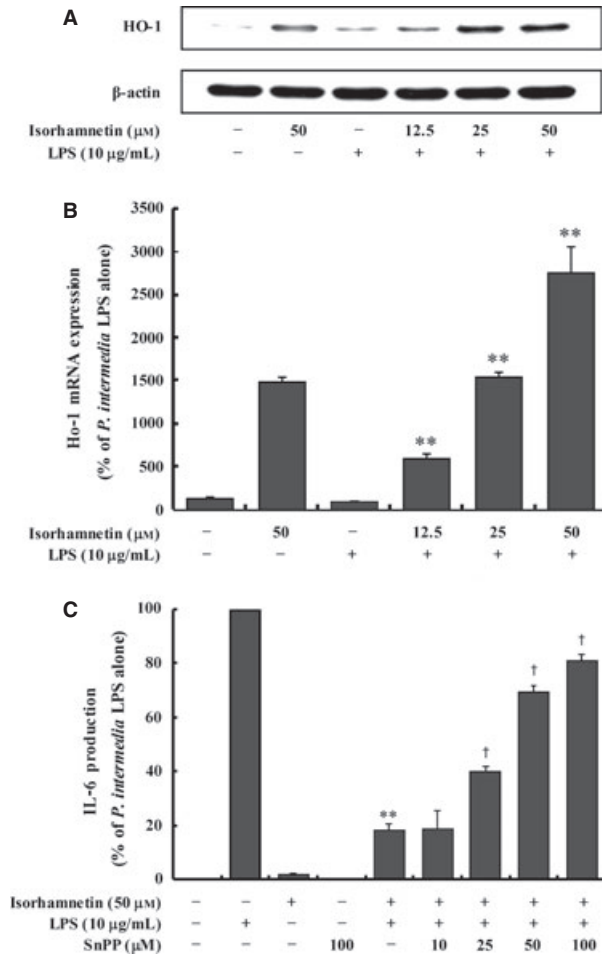 A
HO-1
β-actin
Isorhamnetin (μM) – 50 – 12.5 25 50
LPS (10 μg/mL) – – + + + +
B
Ho-1 mRNA expression
(% of P. intermedia LPS alone)
3500
3000
2500
2000
1500
1000
500
0
** ** **
Isorhamnetin (μM) – 50 – 12.5 25 50
LPS (10 μg/mL) – – + + + +
C
IL-6 production
(% of P. intermedia LPS alone)
100
80
60
40
20
0
** † † †
Isorhamnetin (50 μM) – – + – + + + + +
LPS (10 μg/mL) – + – – + + + + +
SnPP (μM) – – – 100 – 10 25 50 100